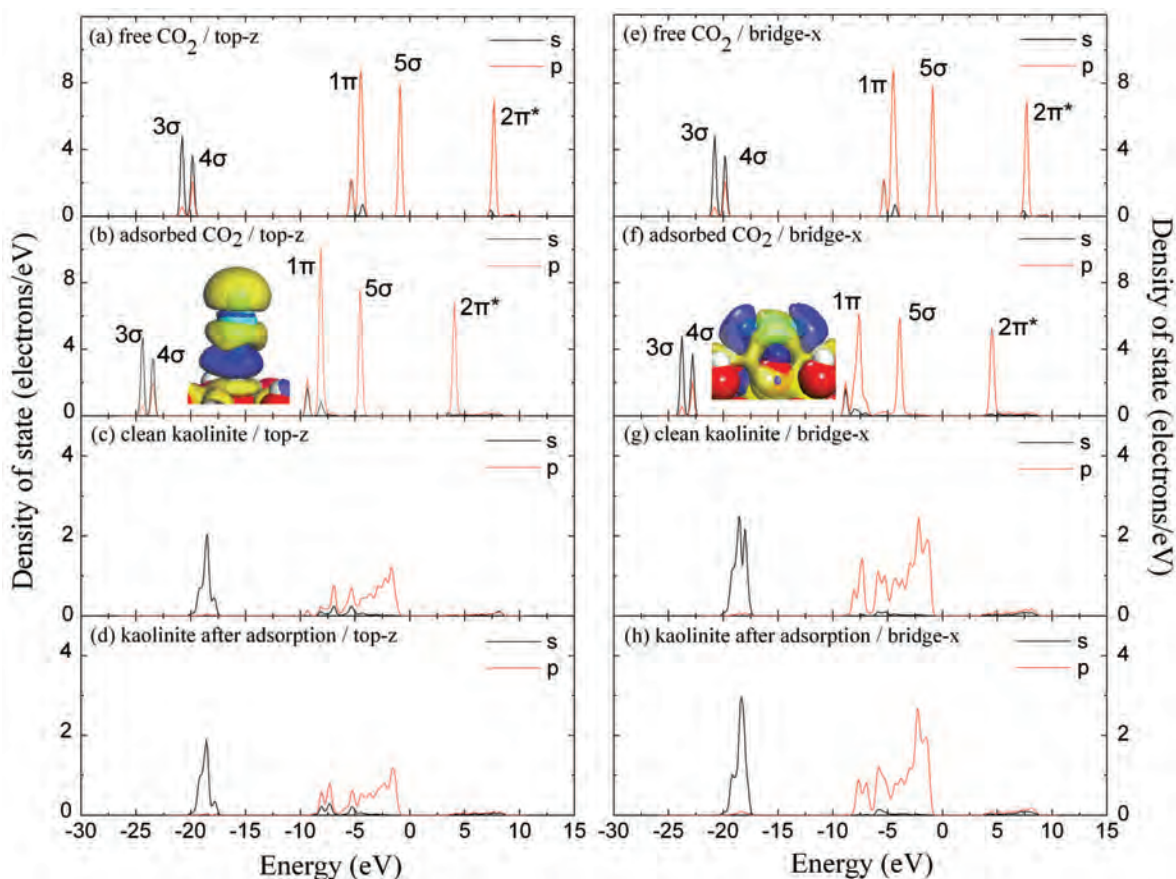 (a) free CO2 / top-z
s
p
3σ
4σ
1π
5σ
2π*
8
4
0
(b) adsorbed CO2 / top-z
s
p
3σ
4σ
1π
5σ
2π*
8
4
0
(c) clean kaolinite / top-z
s
p
4
2
0
(d) kaolinite after adsorption / top-z
s
p
4
2
0
-30 -25 -20 -15 -10 -5 0 5 10 15
Energy (eV)
Density of state (electrons/eV)
(e) free CO2 / bridge-x
s
p
3σ
4σ
1π
5σ
2π*
8
4
0
(f) adsorbed CO2 / bridge-x
s
p
3σ
4σ
1π
5σ
2π*
8
4
0
(g) clean kaolinite / bridge-x
s
p
4
2
0
(h) kaolinite after adsorption / bridge-x
s
p
4
2
0
-30 -25 -20 -15 -10 -5 0 5 10 15
Energy (eV)
Density of state (electrons/eV)